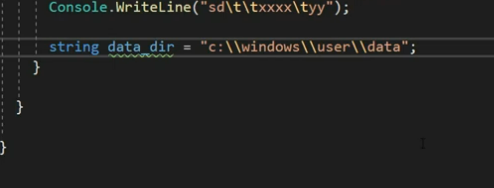 Console.WriteLine("sd\t\txxxx\tyy");
string data_dir = "c:\\windows\\user\\data";
}
}
}